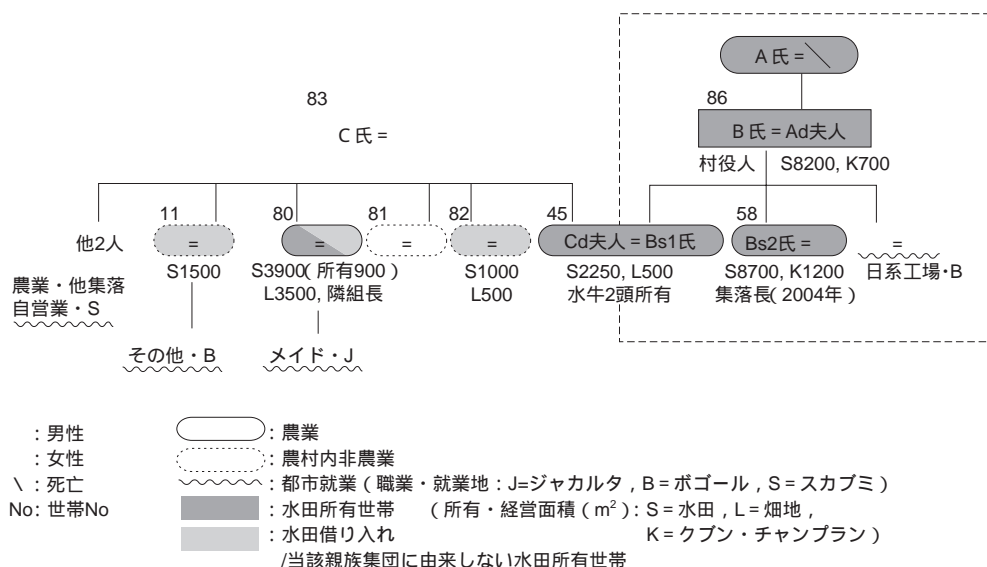 A 氏 =
83
86
C 氏 =
B 氏 = Ad夫人
村役人
S8200, K700
11
80
81
82
45
58
他2人
=
=
=
=
Cd夫人 = Bs1氏
Bs2氏 =
=
S1500
S3900( 所有900 )
S1000
S2250, L500
S8700, K1200
日系工場・B
農業・他集落
L3500, 隣組長
L500
水牛2頭所有
集落長( 2004年 )
自営業・S
その他・B
メイド・J
: 男性
: 農業
: 女性
: 農村内非農業
\ : 死亡
: 都市就業 ( 職業・就業地 : J=ジャカルタ , B = ボゴール , S = スカブミ )
No: 世帯No
: 水田所有世帯
( 所有・経営面積 ( m² ) : S = 水田 , L = 畑地 ,
: 水田借り入れ
K = クブン・チャンプラン )
/当該親族集団に由来しない水田所有世帯